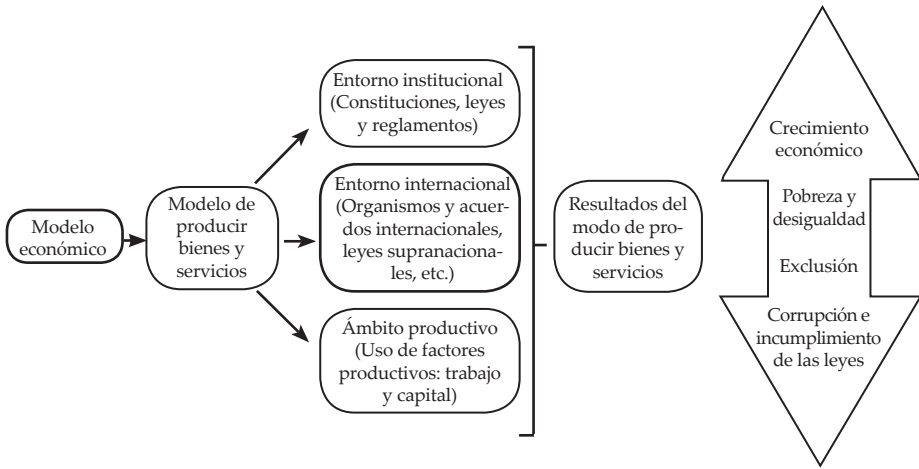 Modelo
económico
Modelo de
producir
bienes y
servicios
Entorno institucional
(Constituciones, leyes
y reglamentos)
Entorno internacional
(Organismos y acuer-
dos internacionales,
leyes supranaciona-
les, etc.)
Ámbito productivo
(Uso de factores
productivos: trabajo
y capital)
Resultados del
modo de pro-
ducir bienes y
servicios
Crecimiento
económico
Pobreza y
desigualdad
Exclusión
Corrupción e
incumplimiento
de las leyes